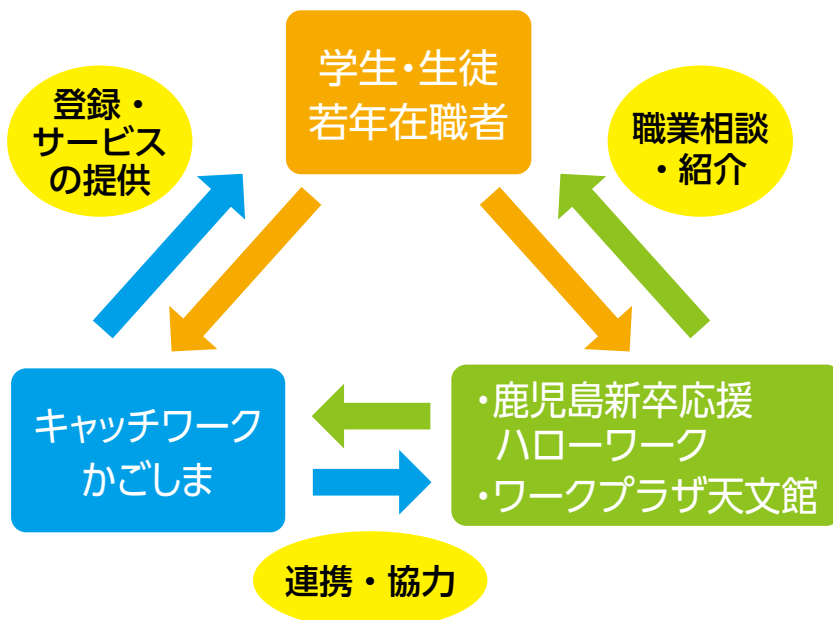 学生・生徒
若年在職者
登録・
サービス
の提供
職業相談
・紹介
キャッチワーク
かごしま
・鹿児島新卒応援
ハローワーク
・ワークプラザ天文館
連携・協力